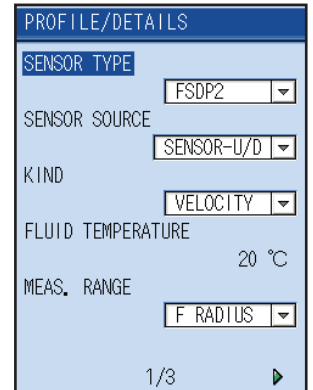 PROFILE/DETAILS
SENSOR TYPE
FSDP2
SENSOR SOURCE
SENSOR-U/D
KIND
VELOCITY
FLUID TEMPERATURE
20 ℃
MEAS. RANGE
F RADIUS
1/3